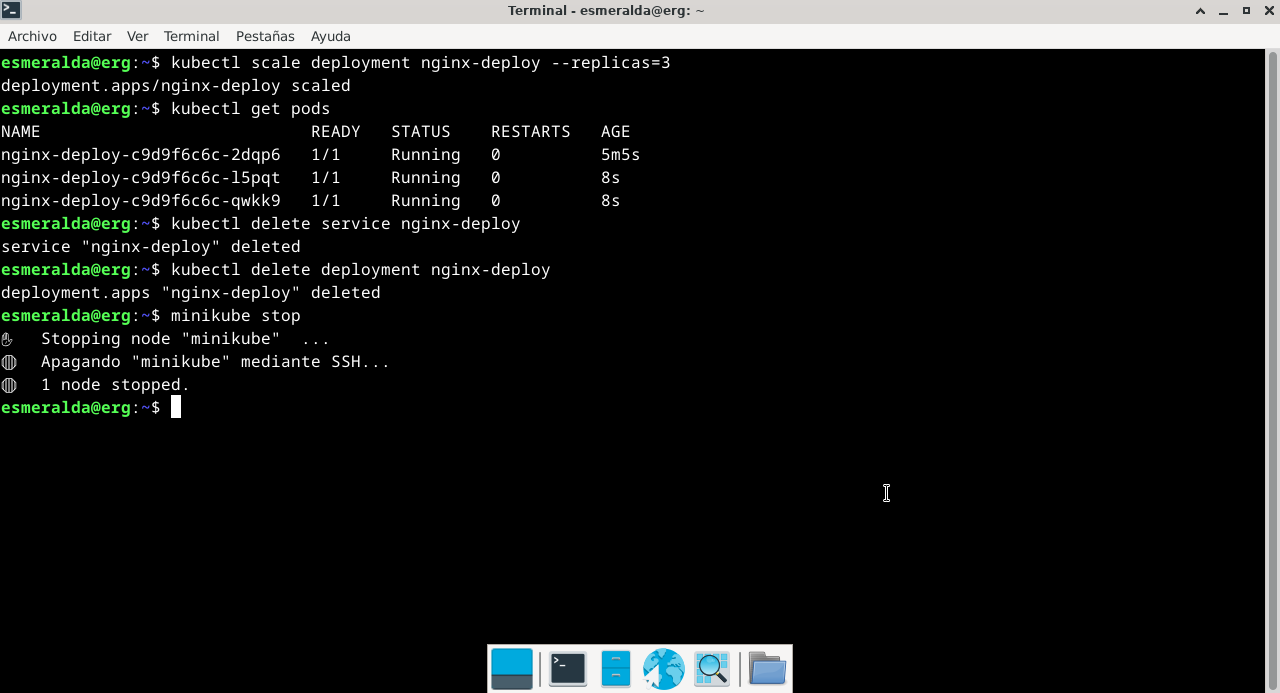 Terminal - esmeralda@erg: ~
Archivo Editar Ver Terminal Pestañas Ayuda
esmeralda@erg:~$ kubectl scale deployment nginx-deploy --replicas=3
deployment.apps/nginx-deploy scaled
esmeralda@erg:~$ kubectl get pods
NAME                           READY   STATUS    RESTARTS   AGE
nginx-deploy-c9d9f6c6c-2dqp6   1/1     Running   0          5m5s
nginx-deploy-c9d9f6c6c-l5pqt   1/1     Running   0          8s
nginx-deploy-c9d9f6c6c-qwkk9   1/1     Running   0          8s
esmeralda@erg:~$ kubectl delete service nginx-deploy
service "nginx-deploy" deleted
esmeralda@erg:~$ kubectl delete deployment nginx-deploy
deployment.apps "nginx-deploy" deleted
esmeralda@erg:~$ minikube stop
✋  Stopping node "minikube"  ...
🛑  Apagando "minikube" mediante SSH...
🛑  1 node stopped.
esmeralda@erg:~$